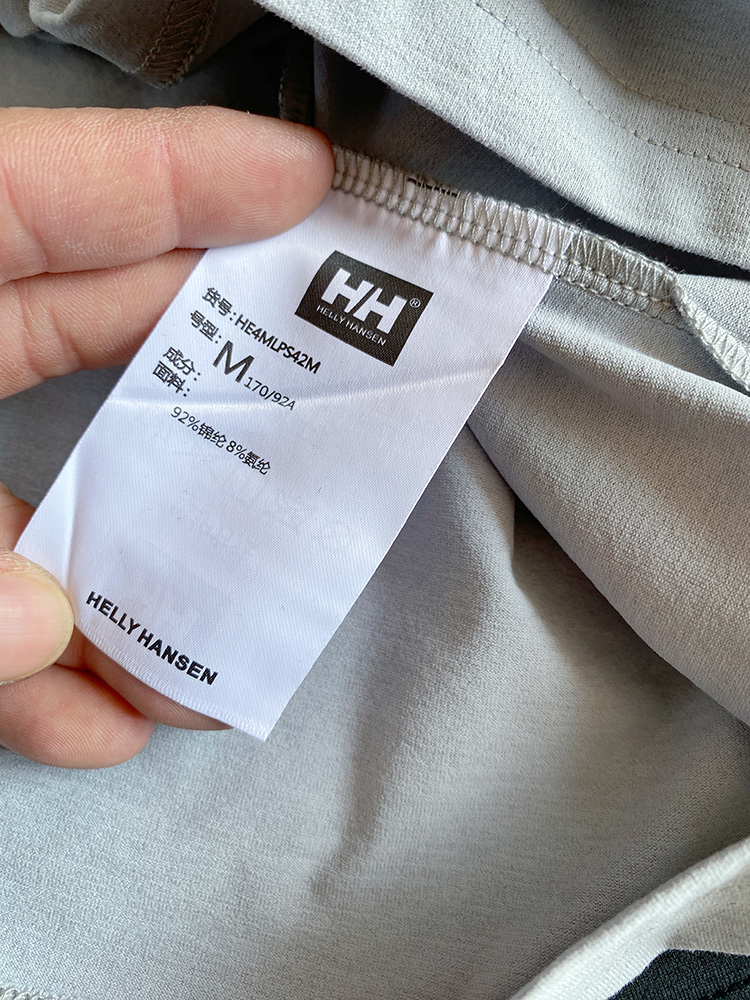 HH®
HELLY HANSEN
货号:HE4MLPS42M
号型: M 170/92A
成分:
面料:
92%锦纶 8%氨纶
HELLY HANSEN